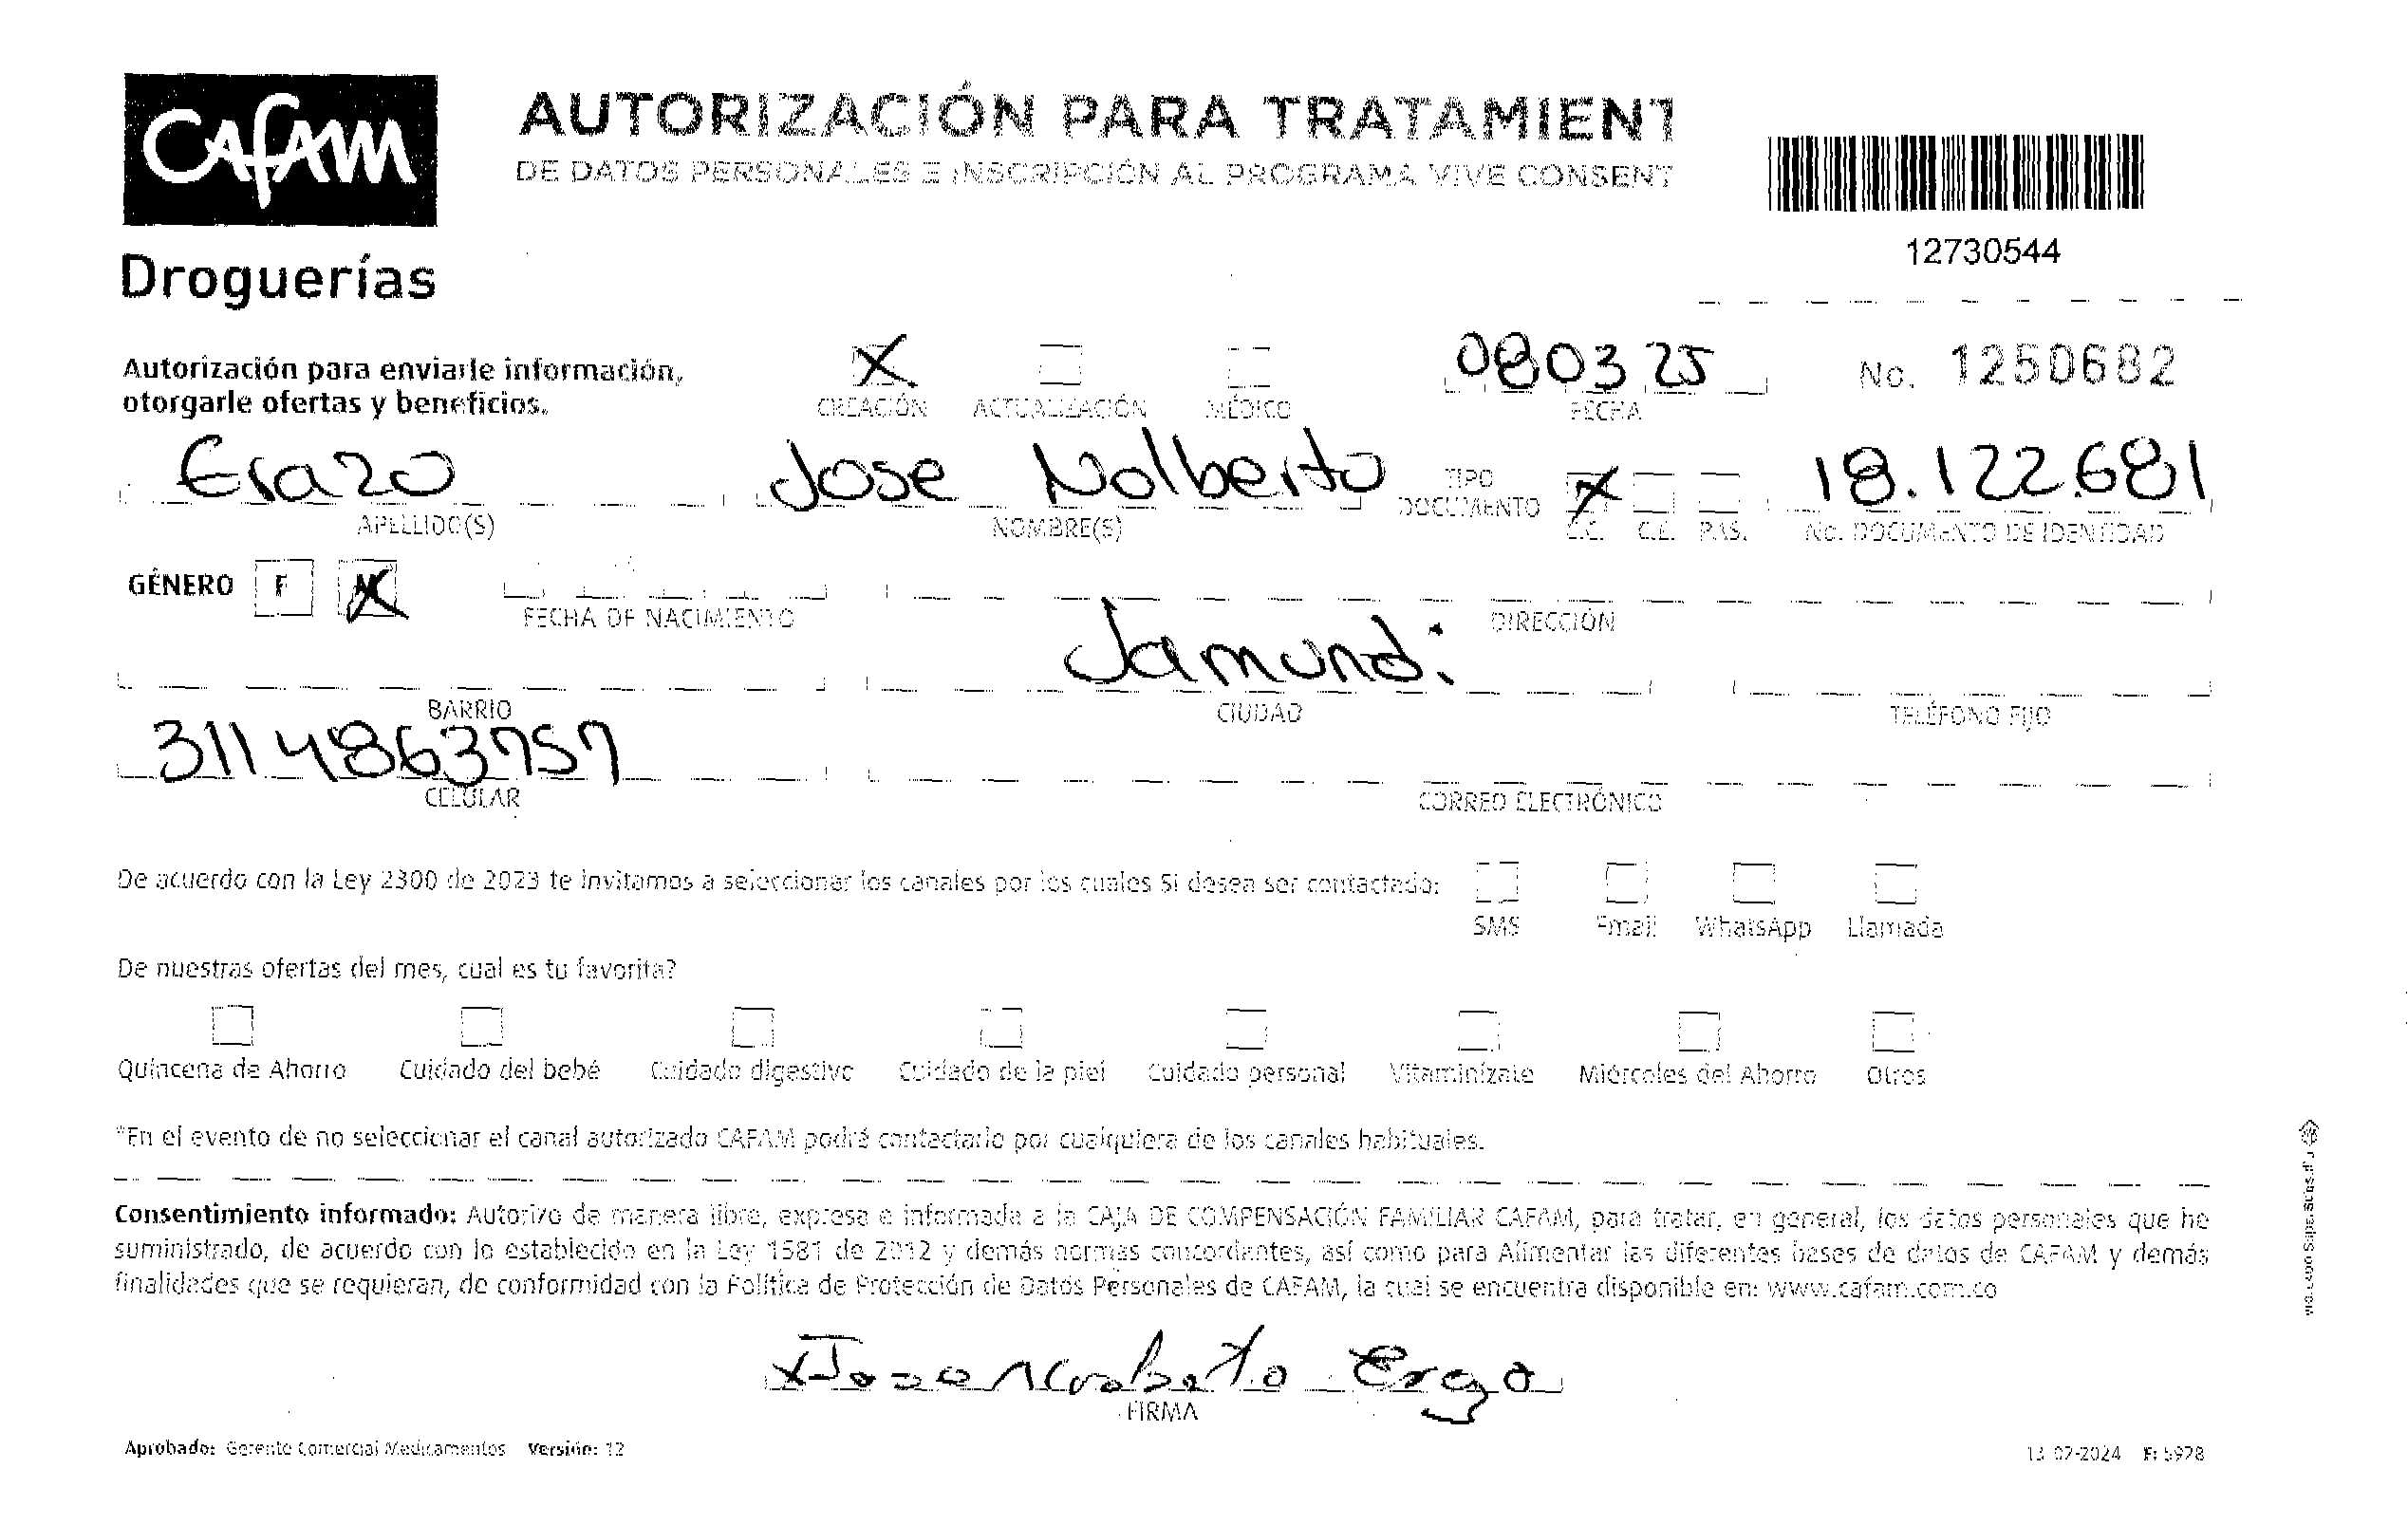 CAFAM
Droguerías
AUTORIZACIÓN PARA TRATAMIENT
DE DATOS PERSONALES E INSCRIPCIÓN AL PROGRAMA VIVE CONSENT
12730544
Autorización para enviarle información,
otorgarle ofertas y beneficios.
X CREACIÓN ACTUALIZACIÓN MÉDICO
080325
FECHA
No. 1250682
Erazo
APELLIDO(S)
Jose Nolberto
NOMBRE(S)
TIPO
DOCUMENTO
X C.C. C.E. PAS.
18.122.681
No. DOCUMENTO DE IDENTIDAD
GÉNERO F M X
FECHA DE NACIMIENTO
DIRECCIÓN
BARRIO
Jamundi
CIUDAD
TELÉFONO FIJO
3114863757
CELULAR
CORREO ELECTRÓNICO
De acuerdo con la Ley 2300 de 2023 te invitamos a seleccionar los canales por los cuales Si desea ser contactado:
SMS Email WhatsApp Llamada
De nuestras ofertas del mes, cual es tu favorita?
Quincena de Ahorro Cuidado del bebé Cuidado digestivo Cuidado de la piel Cuidado personal Vitamínizate Miércoles del Ahorro Otros
*En el evento de no seleccionar el canal autorizado CAFAM podrá contactarlo por cualquiera de los canales habituales.
Consentimiento informado: Autorizo de manera libre, expresa e informada a la CAJA DE COMPENSACIÓN FAMILIAR CAFAM, para tratar, en general, los datos personales que he
suministrado, de acuerdo con lo establecido en la Ley 1581 de 2012 y demás normas concordantes, así como para Alimentar las diferentes bases de datos de CAFAM y demás
finalidades que se requieran, de conformidad con la Política de Protección de Datos Personales de CAFAM, la cual se encuentra disponible en: www.cafam.com.co
FIRMA
Aprobado: Gerente Comercial Medicamentos Versión: 12
13-07-2024 F: 5978